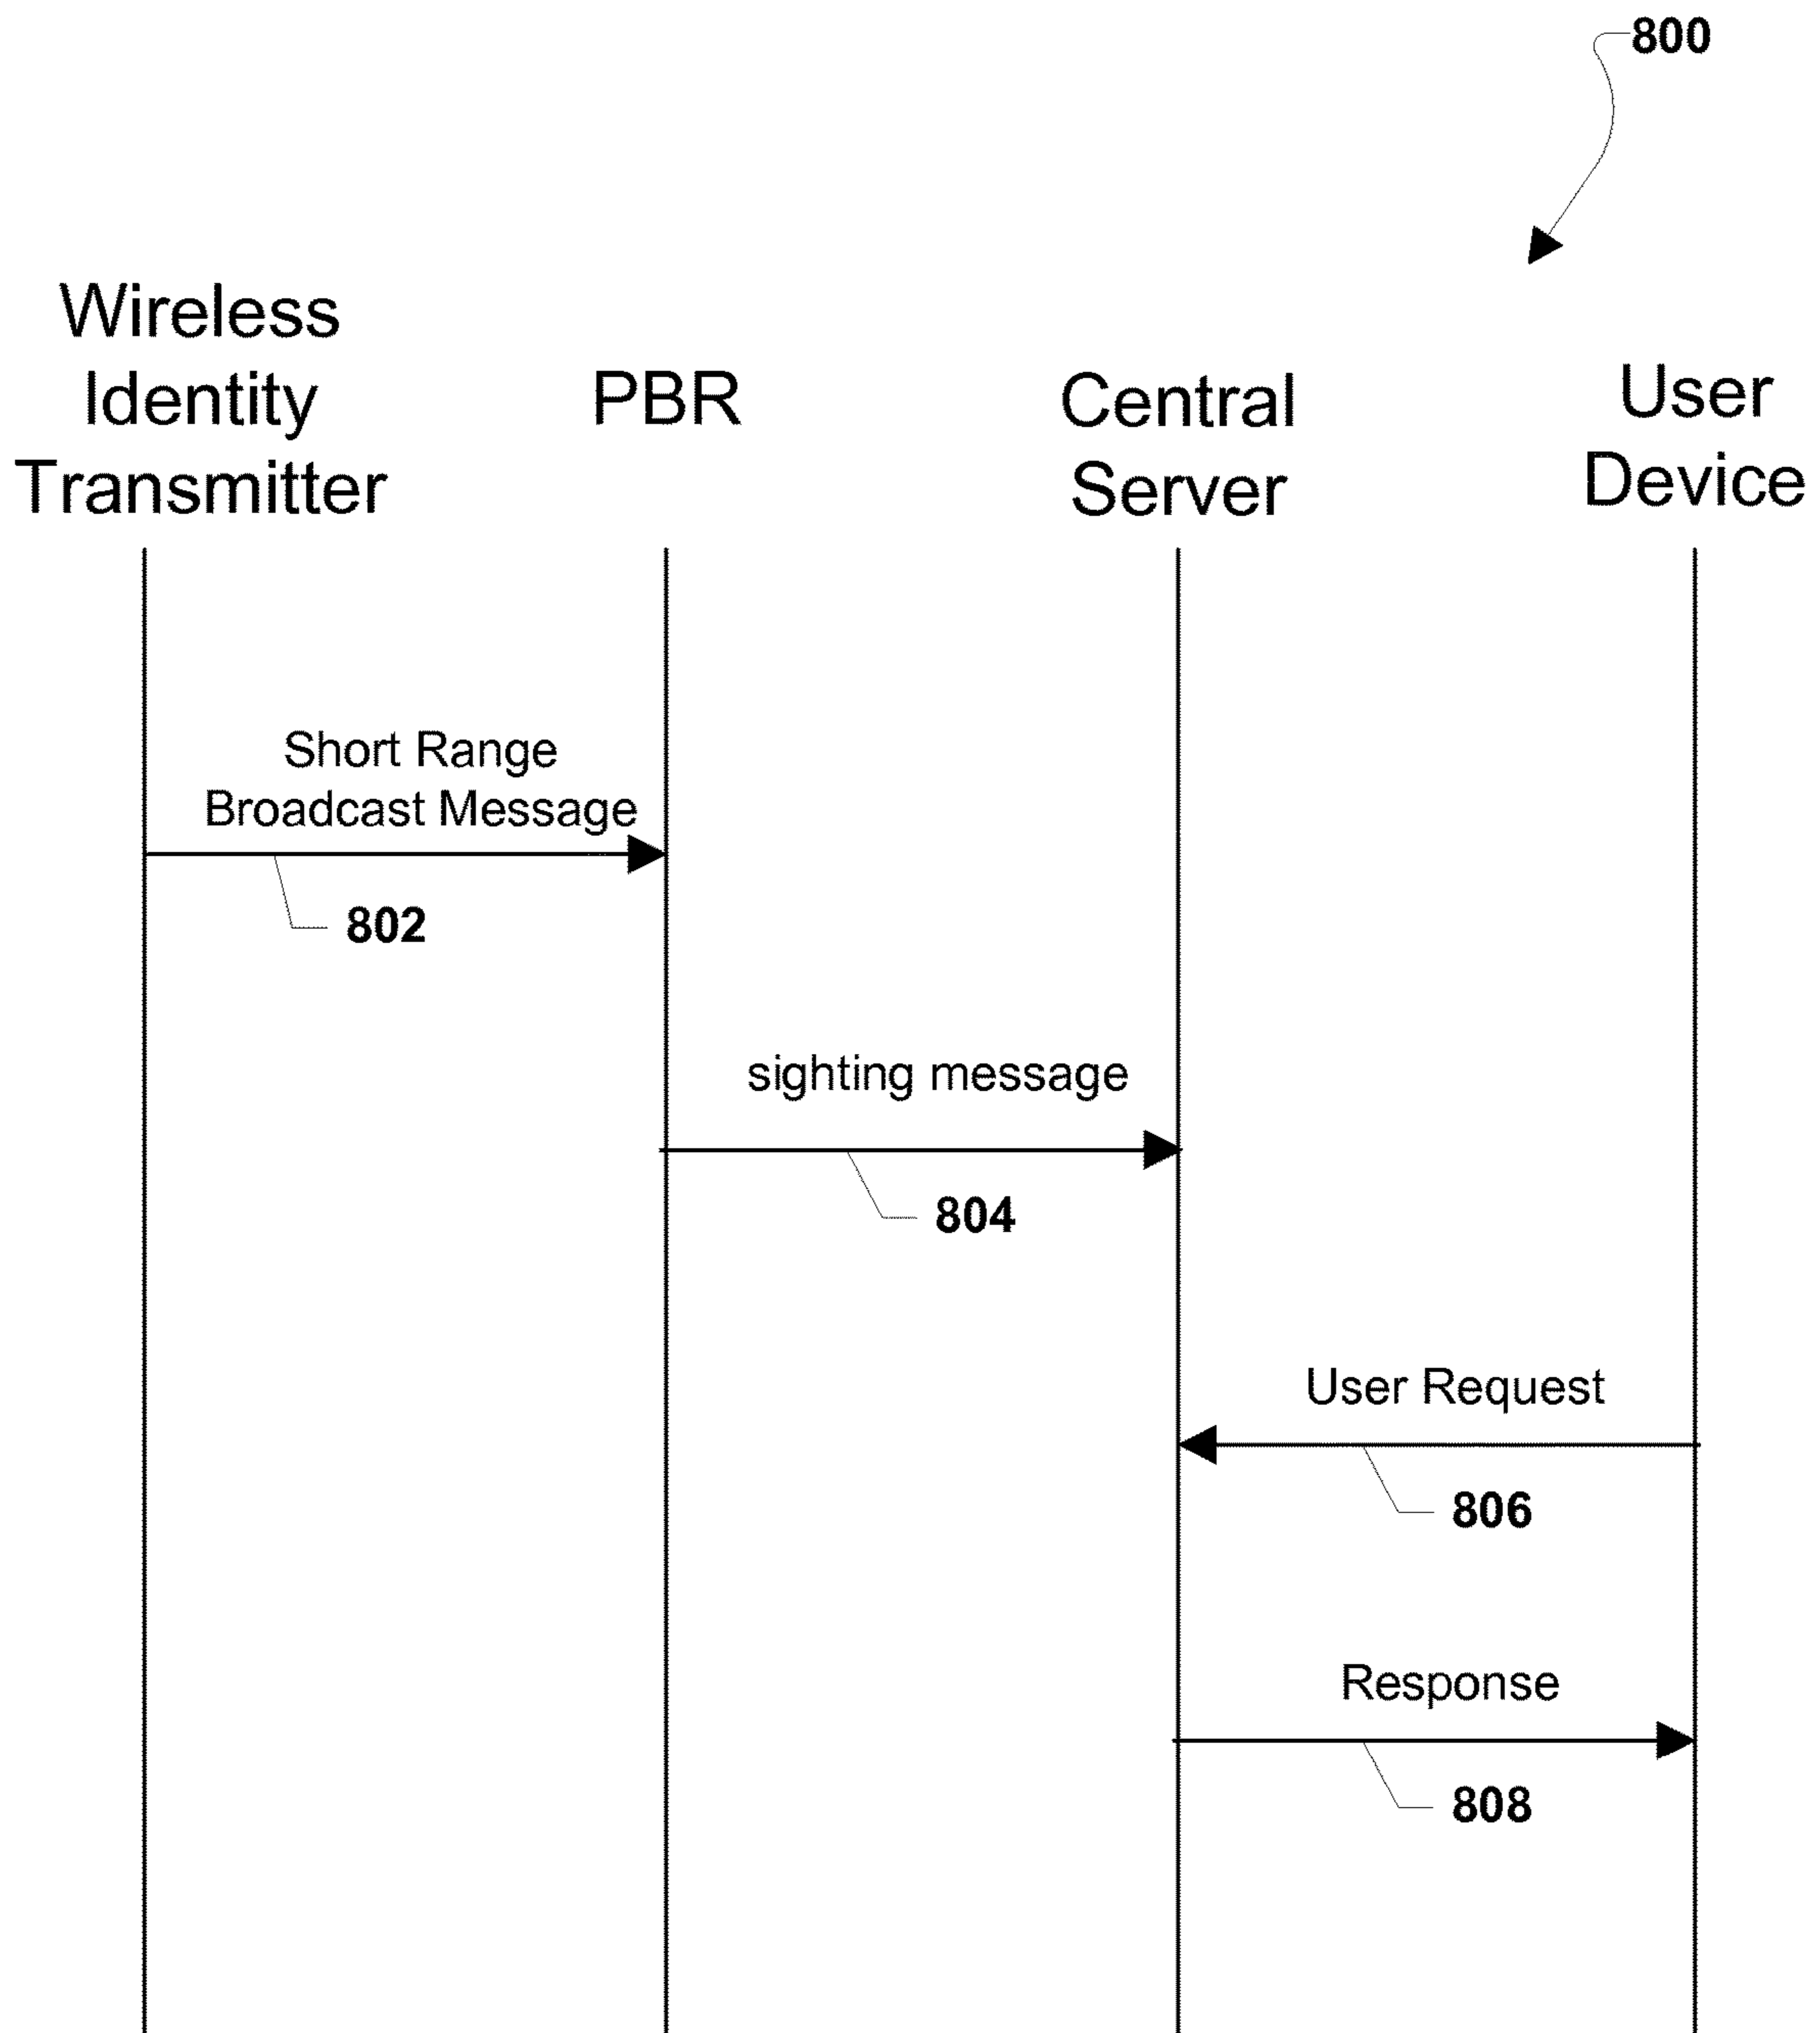 800
Wireless
Identity
Transmitter
PBR
Central
Server
User
Device
Short Range
Broadcast Message
802
sighting message
804
User Request
806
Response
808